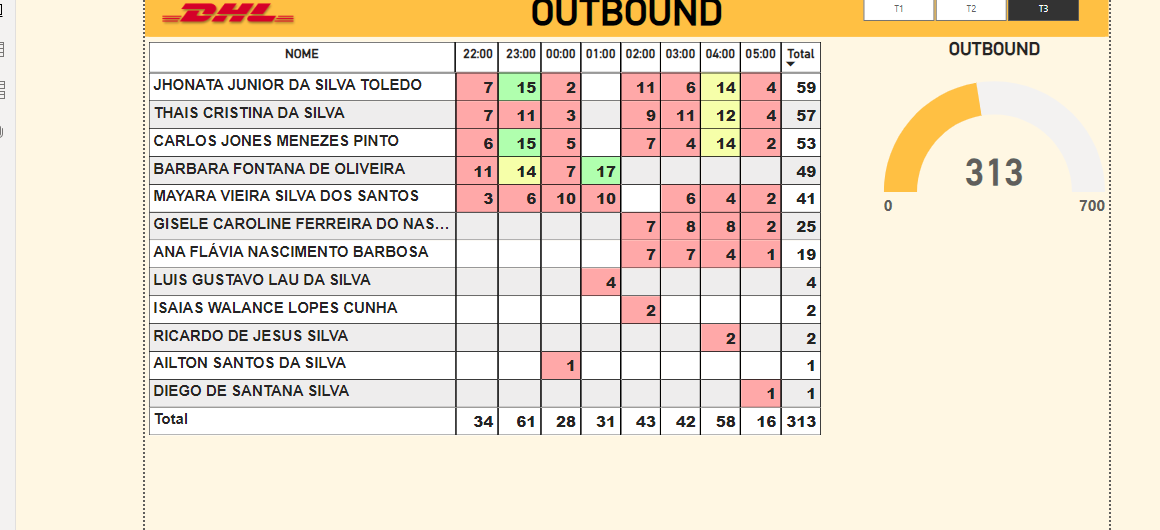 DHL OUTBOUND T1 T2 T3
NOME 22:00 23:00 00:00 01:00 02:00 03:00 04:00 05:00 Total
OUTBOUND
JHONATA JUNIOR DA SILVA TOLEDO 7 15 2 11 6 14 4 59
THAIS CRISTINA DA SILVA 7 11 3 9 11 12 4 57
CARLOS JONES MENEZES PINTO 6 15 5 7 4 14 2 53
BARBARA FONTANA DE OLIVEIRA 11 14 7 17 49
MAYARA VIEIRA SILVA DOS SANTOS 3 6 10 10 6 4 2 41
GISELE CAROLINE FERREIRA DO NAS... 7 8 8 2 25
ANA FLÁVIA NASCIMENTO BARBOSA 7 7 4 1 19
LUIS GUSTAVO LAU DA SILVA 4 4
ISAIAS WALANCE LOPES CUNHA 2 2
RICARDO DE JESUS SILVA 2 2
AILTON SANTOS DA SILVA 1 1
DIEGO DE SANTANA SILVA 1 1
Total 34 61 28 31 43 42 58 16 313
313
0 700